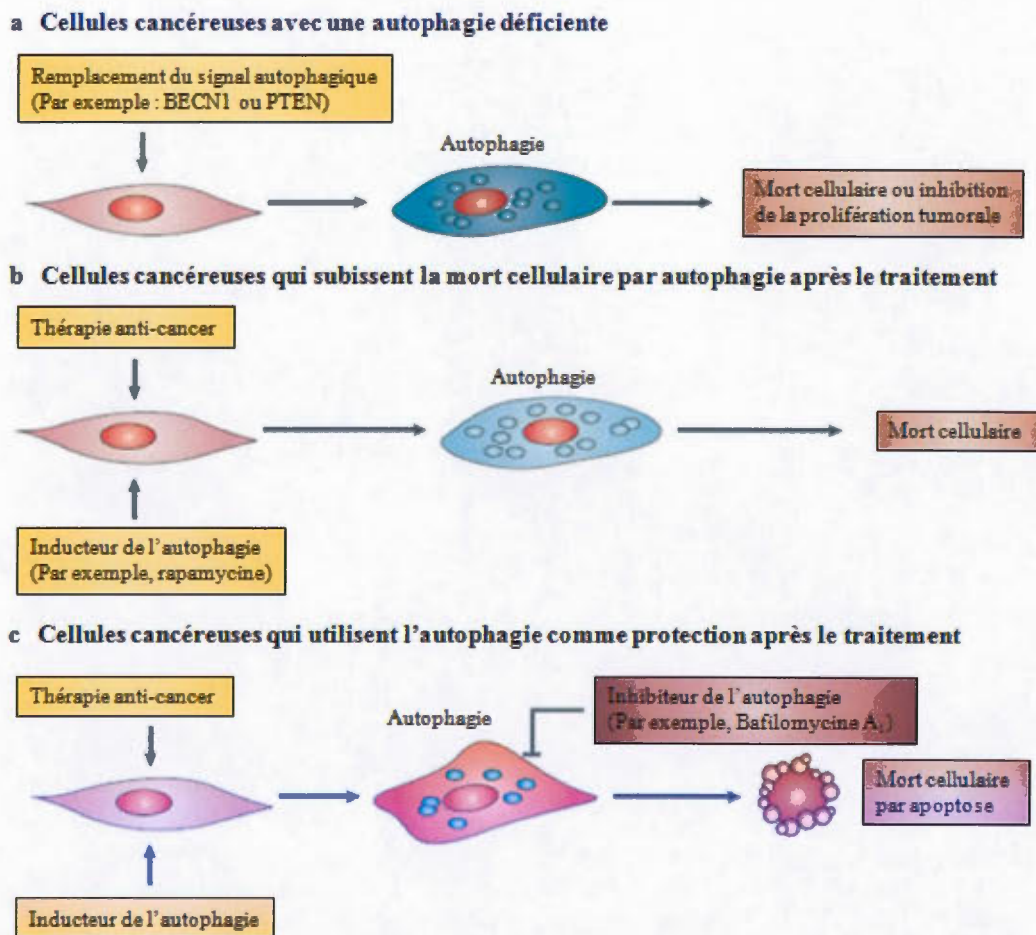 a Cellules cancéreuses avec une autophagie déficiente
Remplacement du signal autophagique
(Par exemple : BECN1 ou PTEN)
Autophagie
Mort cellulaire ou inhibition
de la prolifération tumorale
b Cellules cancéreuses qui subissent la mort cellulaire par autophagie après le traitement
Thérapie anti-cancer
Autophagie
Mort cellulaire
Inducteur de l'autophagie
(Par exemple, rapamycine)
c Cellules cancéreuses qui utilisent l'autophagie comme protection après le traitement
Thérapie anti-cancer
Inhibiteur de l'autophagie
(Par exemple, Bafilomycine A₁)
Autophagie
Mort cellulaire
par apoptose
Inducteur de l'autophagie